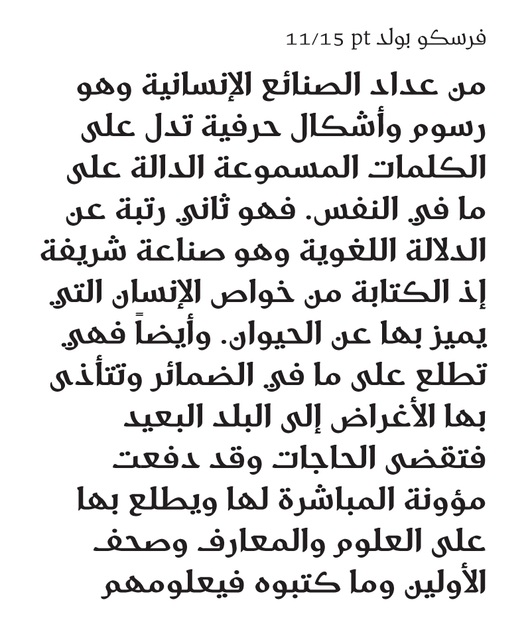 فرسكو بولد 11/15 pt
من عداد الصنائع الإنسانية وهو
رسوم وأشكال حرفية تدل على
الكلمات المسموعة الدالة على
ما في النفس. فهو ثاني رتبة عن
الدلالة اللغوية وهو صناعة شريفة
إذ الكتابة من خواص الإنسان التي
يميز بها عن الحيوان. وأيضاً فهي
تطلع على ما في الضمائر وتتأذى
بها الأغراض إلى البلد البعيد
فتقضى الحاجات وقد دفعت
مؤونة المباشرة لها ويطلع بها
على العلوم والمعارف وصحف
الأولين وما كتبوه فيعلومهم